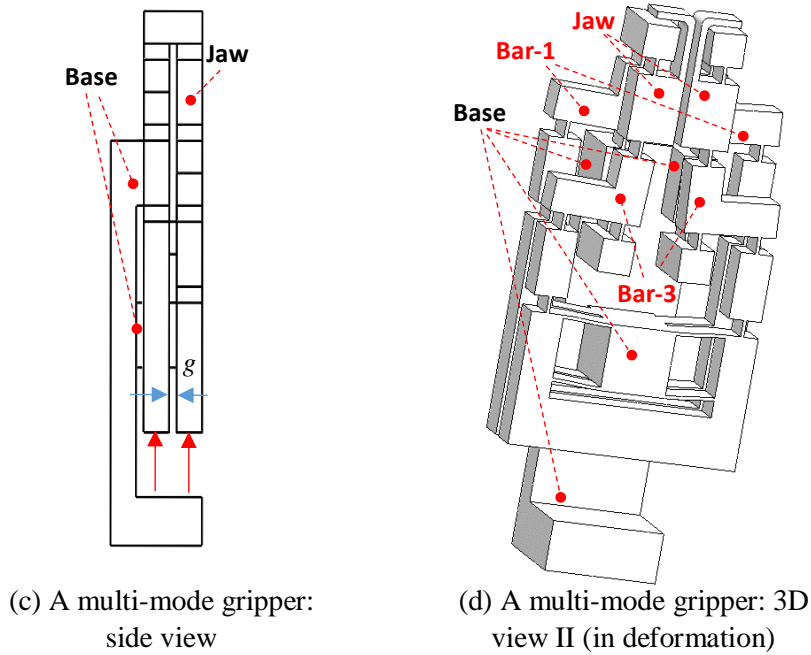 Jaw
Base
g
Jaw
Bar-1
Base
Bar-3
(c) A multi-mode gripper:
side view
(d) A multi-mode gripper: 3D
view II (in deformation)